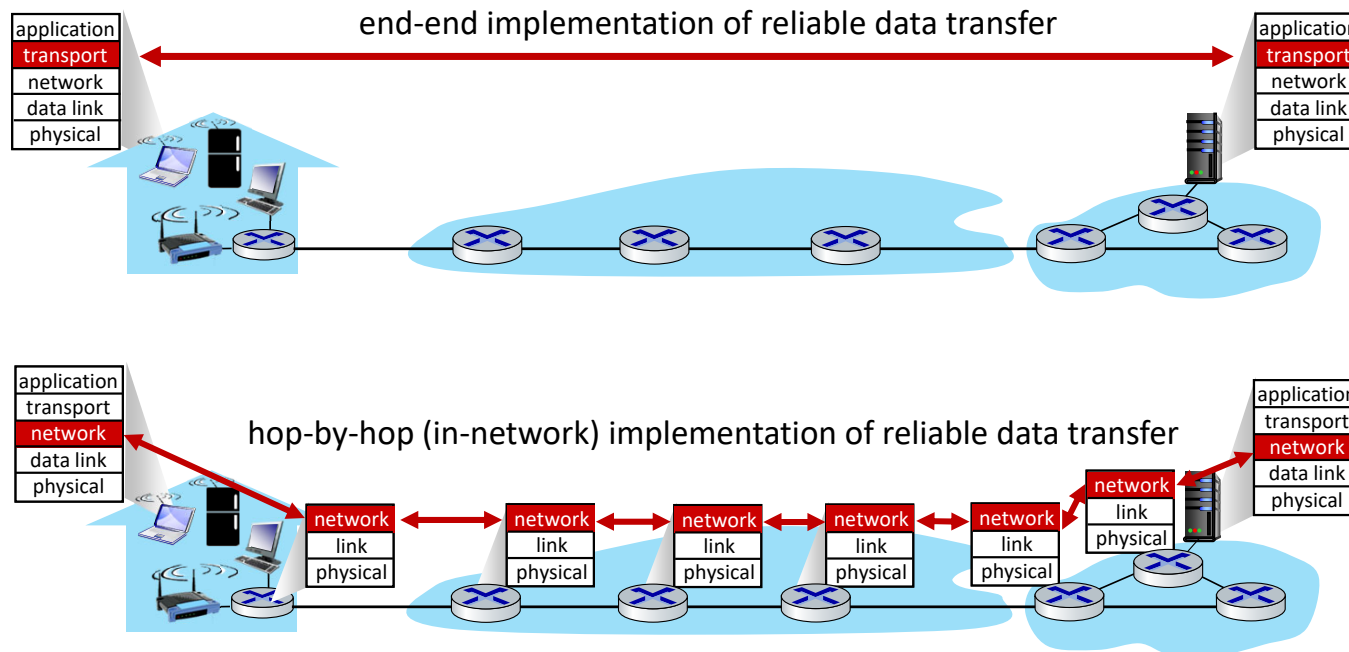 end-end implementation of reliable data transfer
application
transport
network
data link
physical
application
transport
network
data link
physical
hop-by-hop (in-network) implementation of reliable data transfer
application
transport
network
data link
physical
network
link
physical
network
link
physical
network
link
physical
network
link
physical
network
link
physical
network
link
physical
application
transport
network
data link
physical